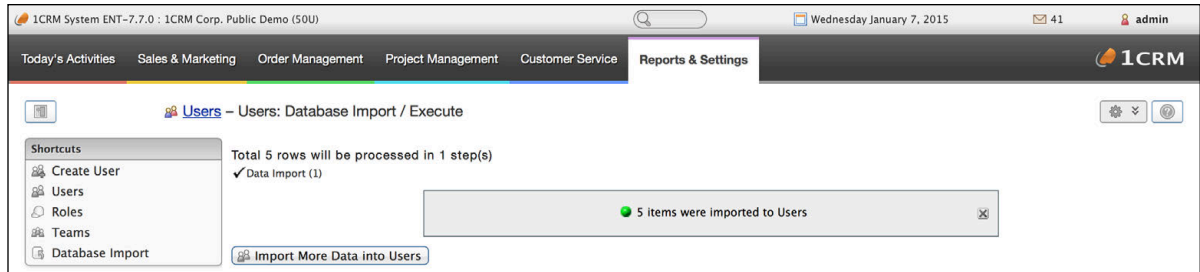 1CRM System ENT-7.7.0 : 1CRM Corp. Public Demo (50U)
Wednesday January 7, 2015
41
admin
Today's Activities
Sales & Marketing
Order Management
Project Management
Customer Service
Reports & Settings
1CRM
Users – Users: Database Import / Execute
Shortcuts
Create User
Users
Roles
Teams
Database Import
Total 5 rows will be processed in 1 step(s)
Data Import (1)
5 items were imported to Users
Import More Data into Users